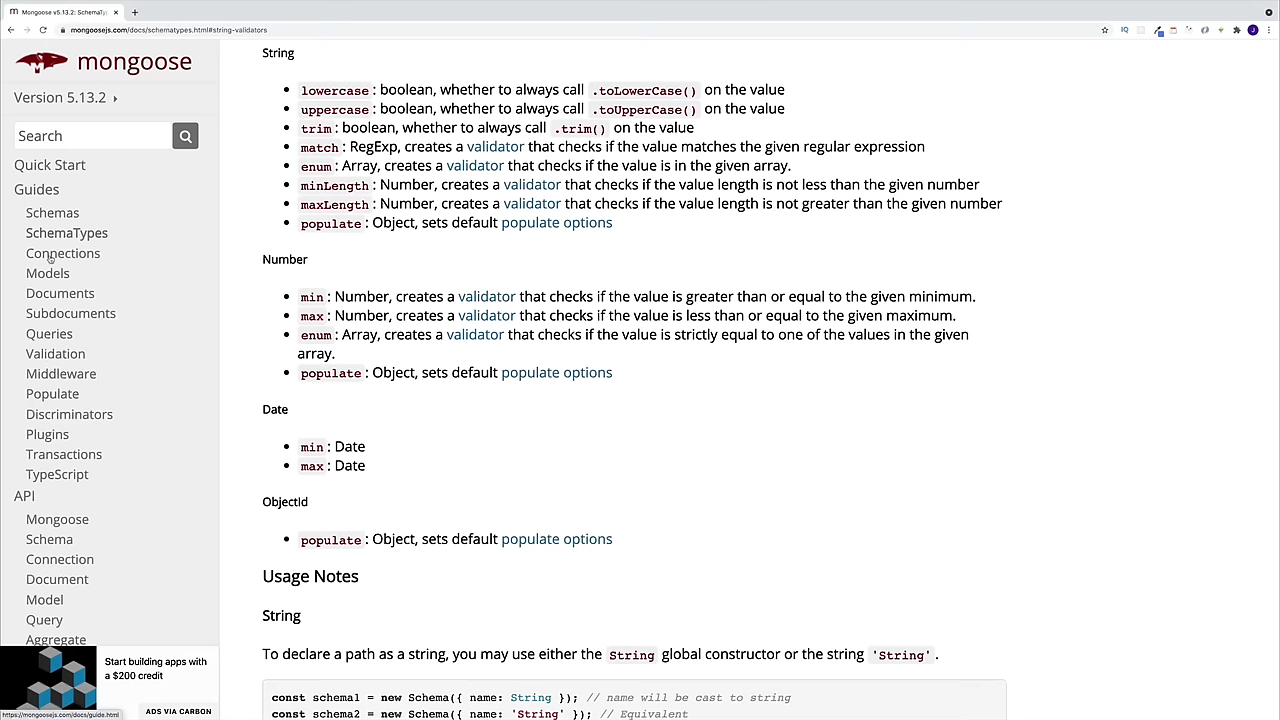 Mongoose v5.13.2: SchemaTy
mongoosejs.com/docs/schematypes.html#string-validators
mongoose
Version 5.13.2
Search
Quick Start
Guides
Schemas
SchemaTypes
Connections
Models
Documents
Subdocuments
Queries
Validation
Middleware
Populate
Discriminators
Plugins
Transactions
TypeScript
API
Mongoose
Schema
Connection
Document
Model
Query
Aggregate
Start building apps with
a $200 credit
ADS VIA CARBON
https://mongoosejs.com/docs/guide.html
String
lowercase: boolean, whether to always call .toLowerCase() on the value
uppercase: boolean, whether to always call .toUpperCase() on the value
trim: boolean, whether to always call .trim() on the value
match: RegExp, creates a validator that checks if the value matches the given regular expression
enum: Array, creates a validator that checks if the value is in the given array.
minLength: Number, creates a validator that checks if the value length is not less than the given number
maxLength: Number, creates a validator that checks if the value length is not greater than the given number
populate: Object, sets default populate options
Number
min: Number, creates a validator that checks if the value is greater than or equal to the given minimum.
max: Number, creates a validator that checks if the value is less than or equal to the given maximum.
enum: Array, creates a validator that checks if the value is strictly equal to one of the values in the given
array.
populate: Object, sets default populate options
Date
min: Date
max: Date
ObjectId
populate: Object, sets default populate options
Usage Notes
String
To declare a path as a string, you may use either the String global constructor or the string 'String'.
const schema1 = new Schema({ name: String }); // name will be cast to string
const schema2 = new Schema({ name: 'String' }); // Equivalent